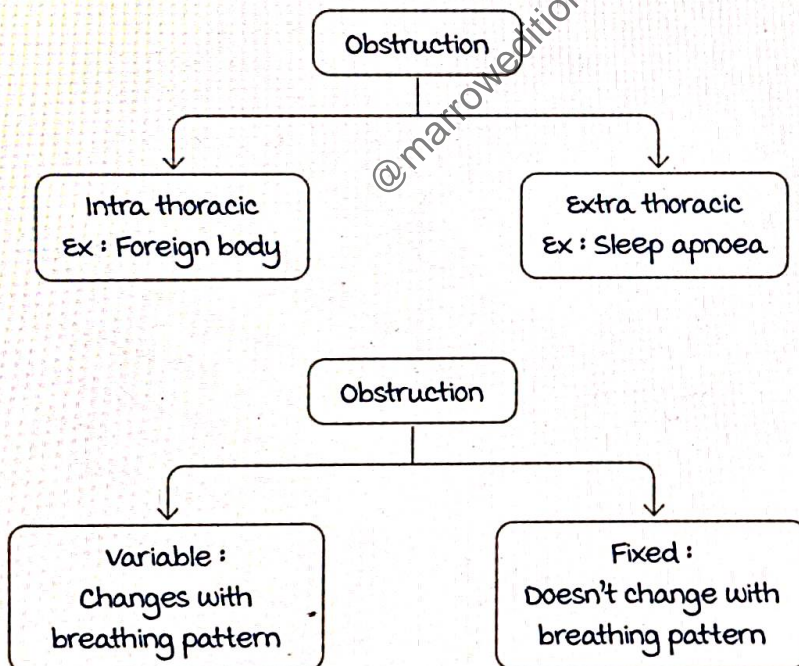 Obstruction
@marrowedition
Intra thoracic
Ex : Foreign body
Extra thoracic
Ex : Sleep apnoea
Obstruction
Variable :
Changes with
breathing pattern
Fixed :
Doesn't change with
breathing pattern